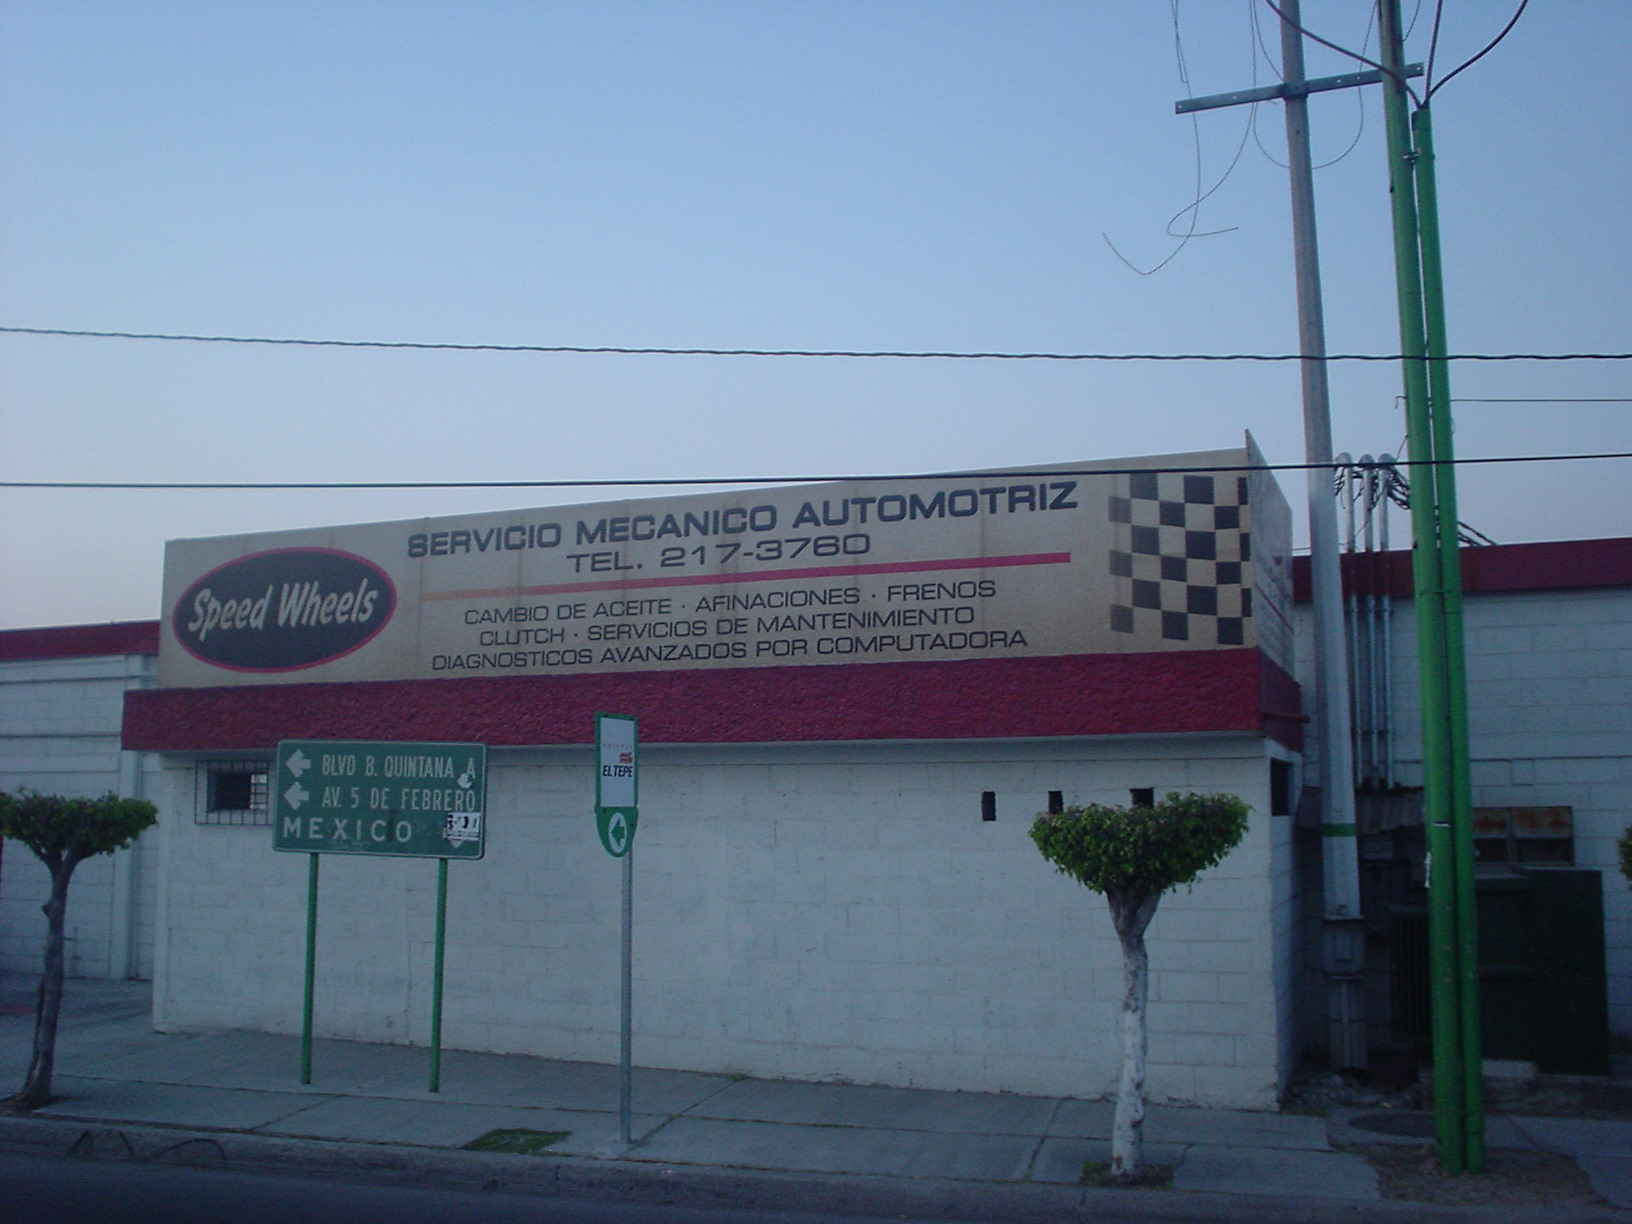 Speed Wheels
SERVICIO MECANICO AUTOMOTRIZ
TEL. 217-3760
CAMBIO DE ACEITE · AFINACIONES · FRENOS
CLUTCH · SERVICIOS DE MANTENIMIENTO
DIAGNOSTICOS AVANZADOS POR COMPUTADORA
BLVD B. QUINTANA A
AV. 5 DE FEBRERO
MEXICO
EL TEPE